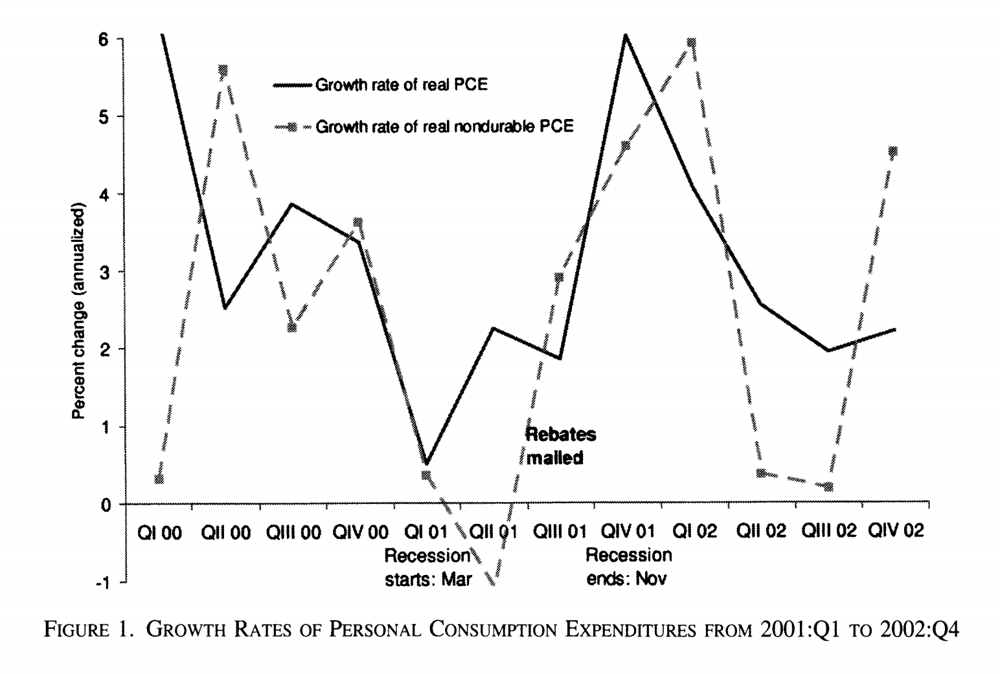 6
Growth rate of real PCE
5
Growth rate of real nondurable PCE
4
3
2
1
0
-1
Percent change (annualized)
Rebates
mailed
QI 00 QII 00 QIII 00 QIV 00 QI 01 QII 01 QIII 01 QIV 01 QI 02 QII 02 QIII 02 QIV 02
Recession
starts: Mar
Recession
ends: Nov
FIGURE 1. GROWTH RATES OF PERSONAL CONSUMPTION EXPENDITURES FROM 2001:Q1 TO 2002:Q4